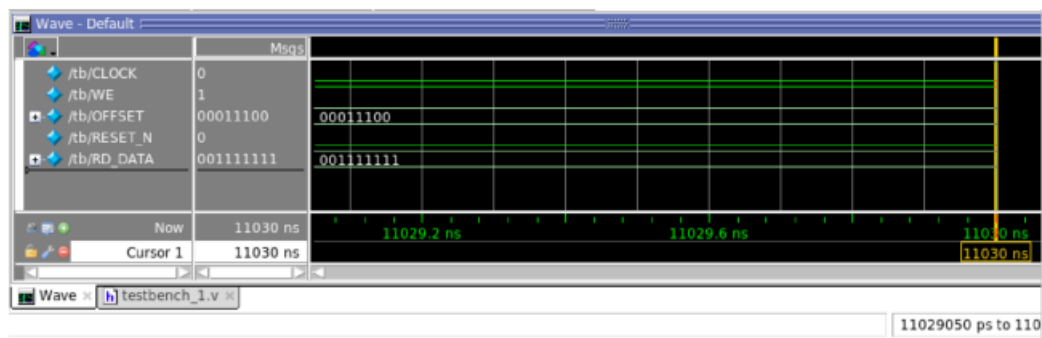 Wave - Default
Msgs
/tb/CLOCK 0
/tb/WE 1
/tb/OFFSET 00011100 00011100
/tb/RESET_N 0
/tb/RD_DATA 001111111 001111111
Now 11030 ns 11029.2 ns 11029.6 ns 11030 ns
Cursor 1 11030 ns 11030 ns
Wave h testbench_1.v
11029050 ps to 110